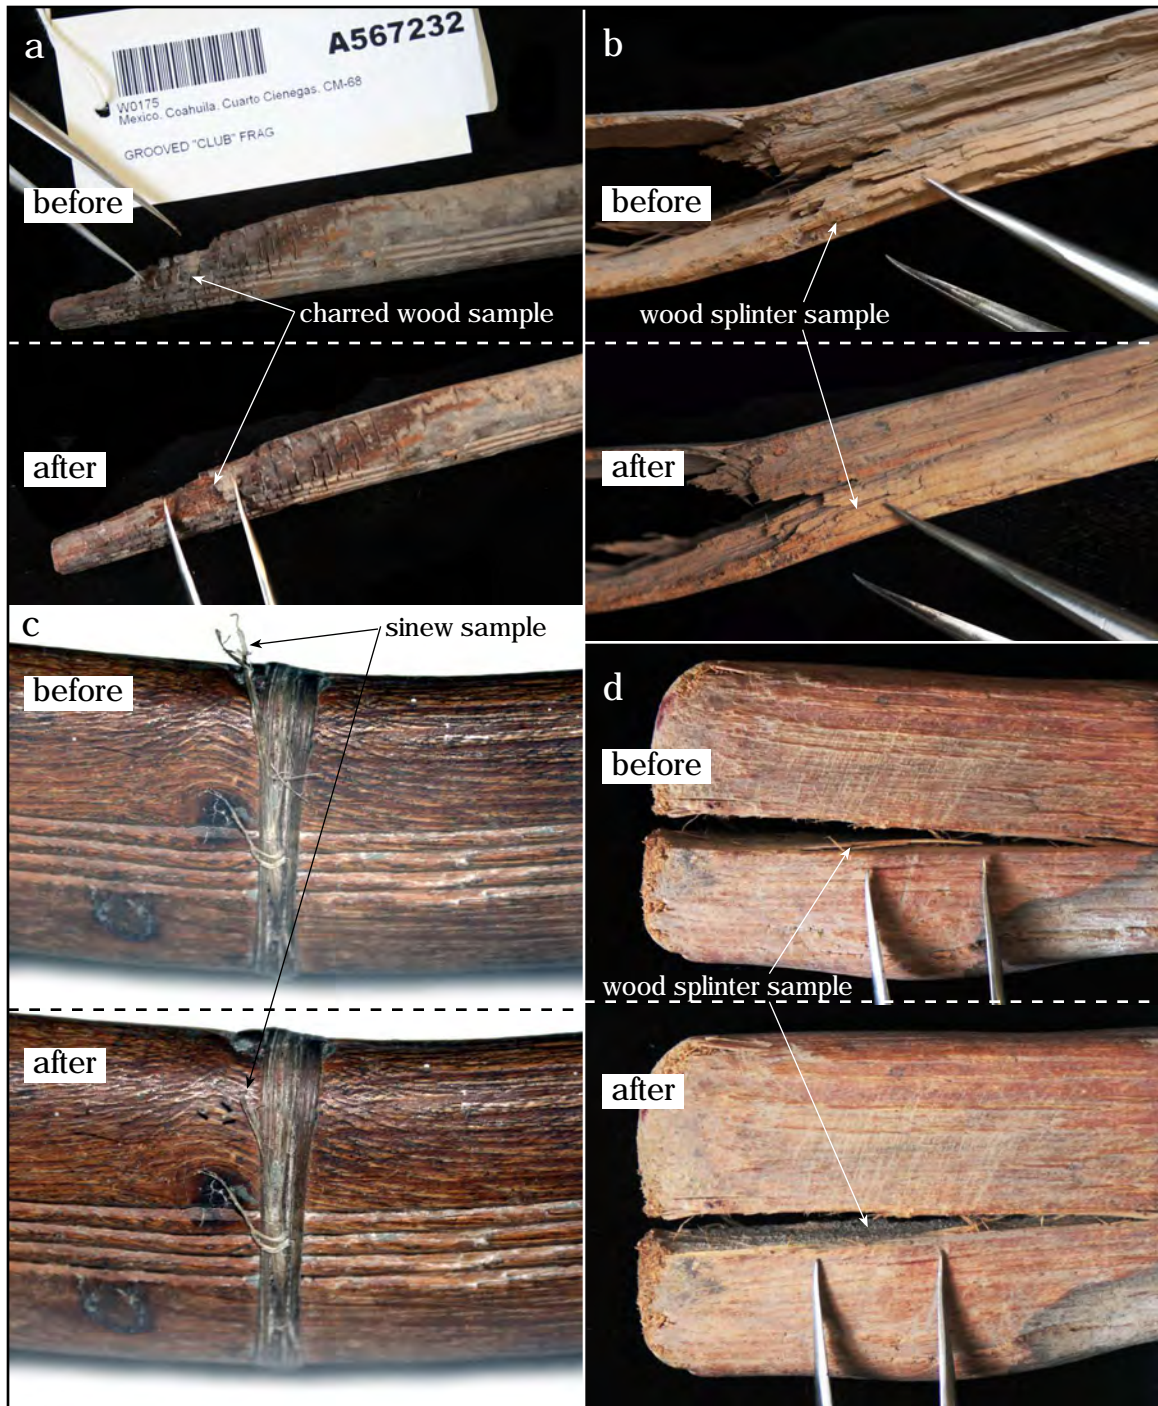 a
A567232
W0175
Mexico, Coahuila, Cuarto Cienegas, CM-68
GROOVED "CLUB" FRAG
before
charred wood sample
after
b
before
wood splinter sample
after
c
sinew sample
before
after
d
before
wood splinter sample
after